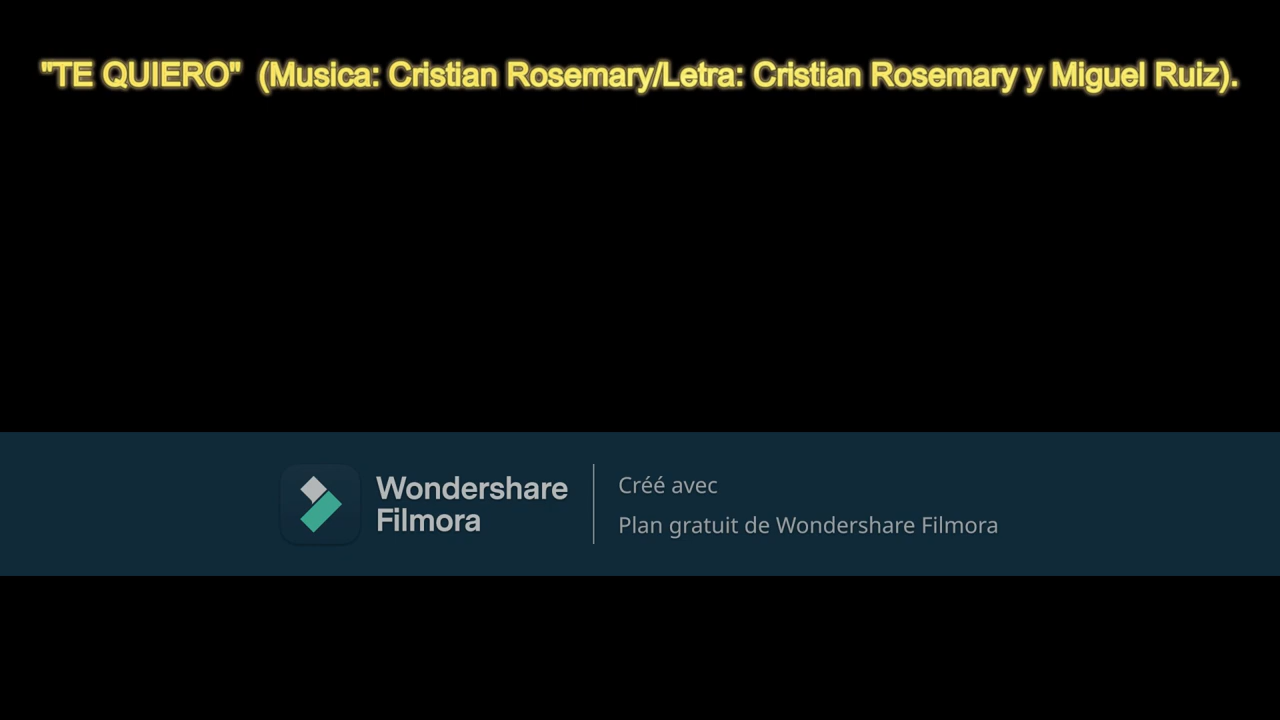 "TE QUIERO"  (Musica: Cristian Rosemary/Letra: Cristian Rosemary y Miguel Ruiz).
Wondershare
Filmora
Créé avec
Plan gratuit de Wondershare Filmora